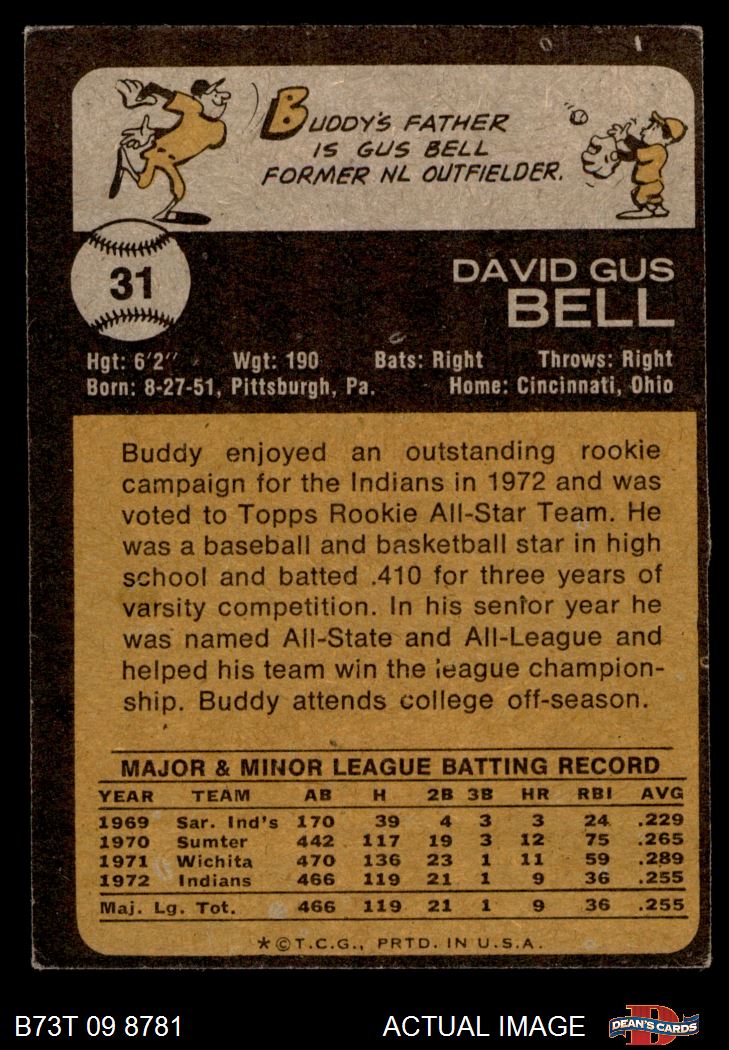 BUDDY'S FATHER
IS GUS BELL
FORMER NL OUTFIELDER.
31
DAVID GUS
BELL
Hgt: 6'2" Wgt: 190 Bats: Right Throws: Right
Born: 8-27-51, Pittsburgh, Pa. Home: Cincinnati, Ohio
Buddy enjoyed an outstanding rookie
campaign for the Indians in 1972 and was
voted to Topps Rookie All-Star Team. He
was a baseball and basketball star in high
school and batted .410 for three years of
varsity competition. In his senior year he
was named All-State and All-League and
helped his team win the league champion-
ship. Buddy attends college off-season.
MAJOR & MINOR LEAGUE BATTING RECORD
YEAR TEAM AB H 2B 3B HR RBI AVG
1969 Sar. Ind's 170 39 4 3 3 24 .229
1970 Sumter 442 117 19 3 12 75 .265
1971 Wichita 470 136 23 1 11 59 .289
1972 Indians 466 119 21 1 9 36 .255
Maj. Lg. Tot. 466 119 21 1 9 36 .255
*©T.C.G., PRTD. IN U.S.A.
B73T 09 8781 ACTUAL IMAGE DEAN'S CARDS